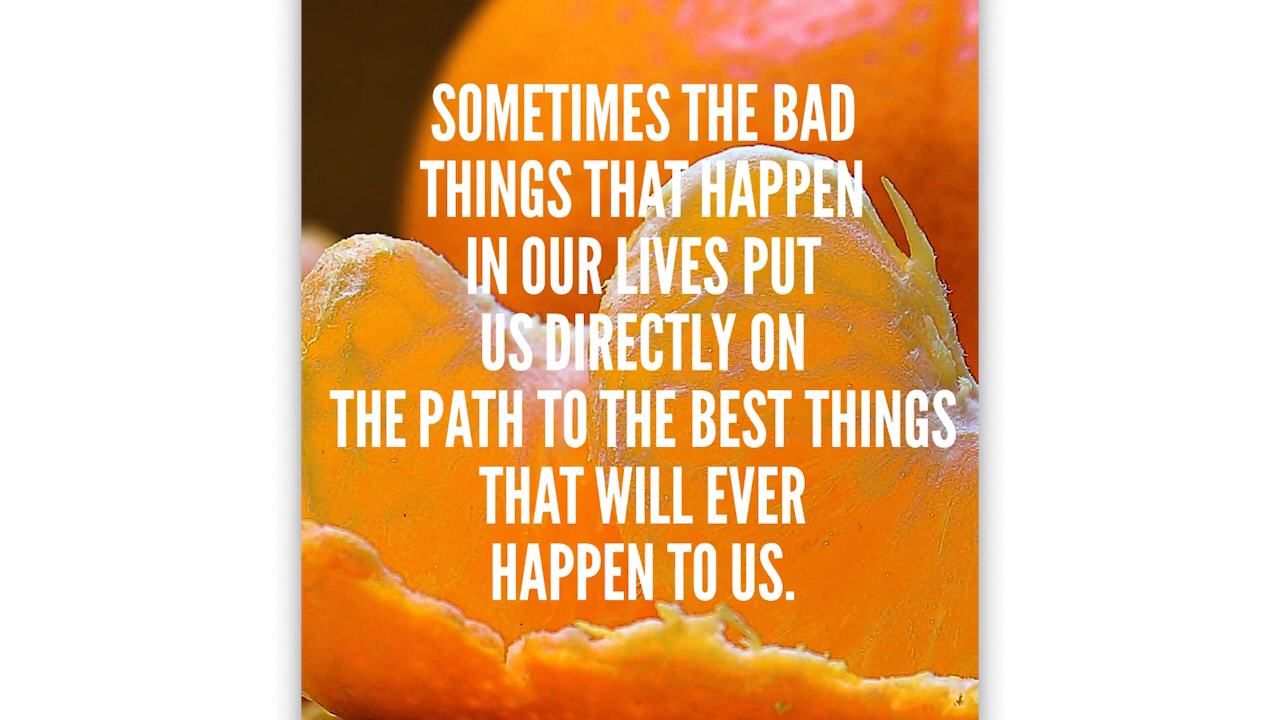 SOMETIMES THE BAD
THINGS THAT HAPPEN
IN OUR LIVES PUT
US DIRECTLY ON
THE PATH TO THE BEST THINGS
THAT WILL EVER
HAPPEN TO US.